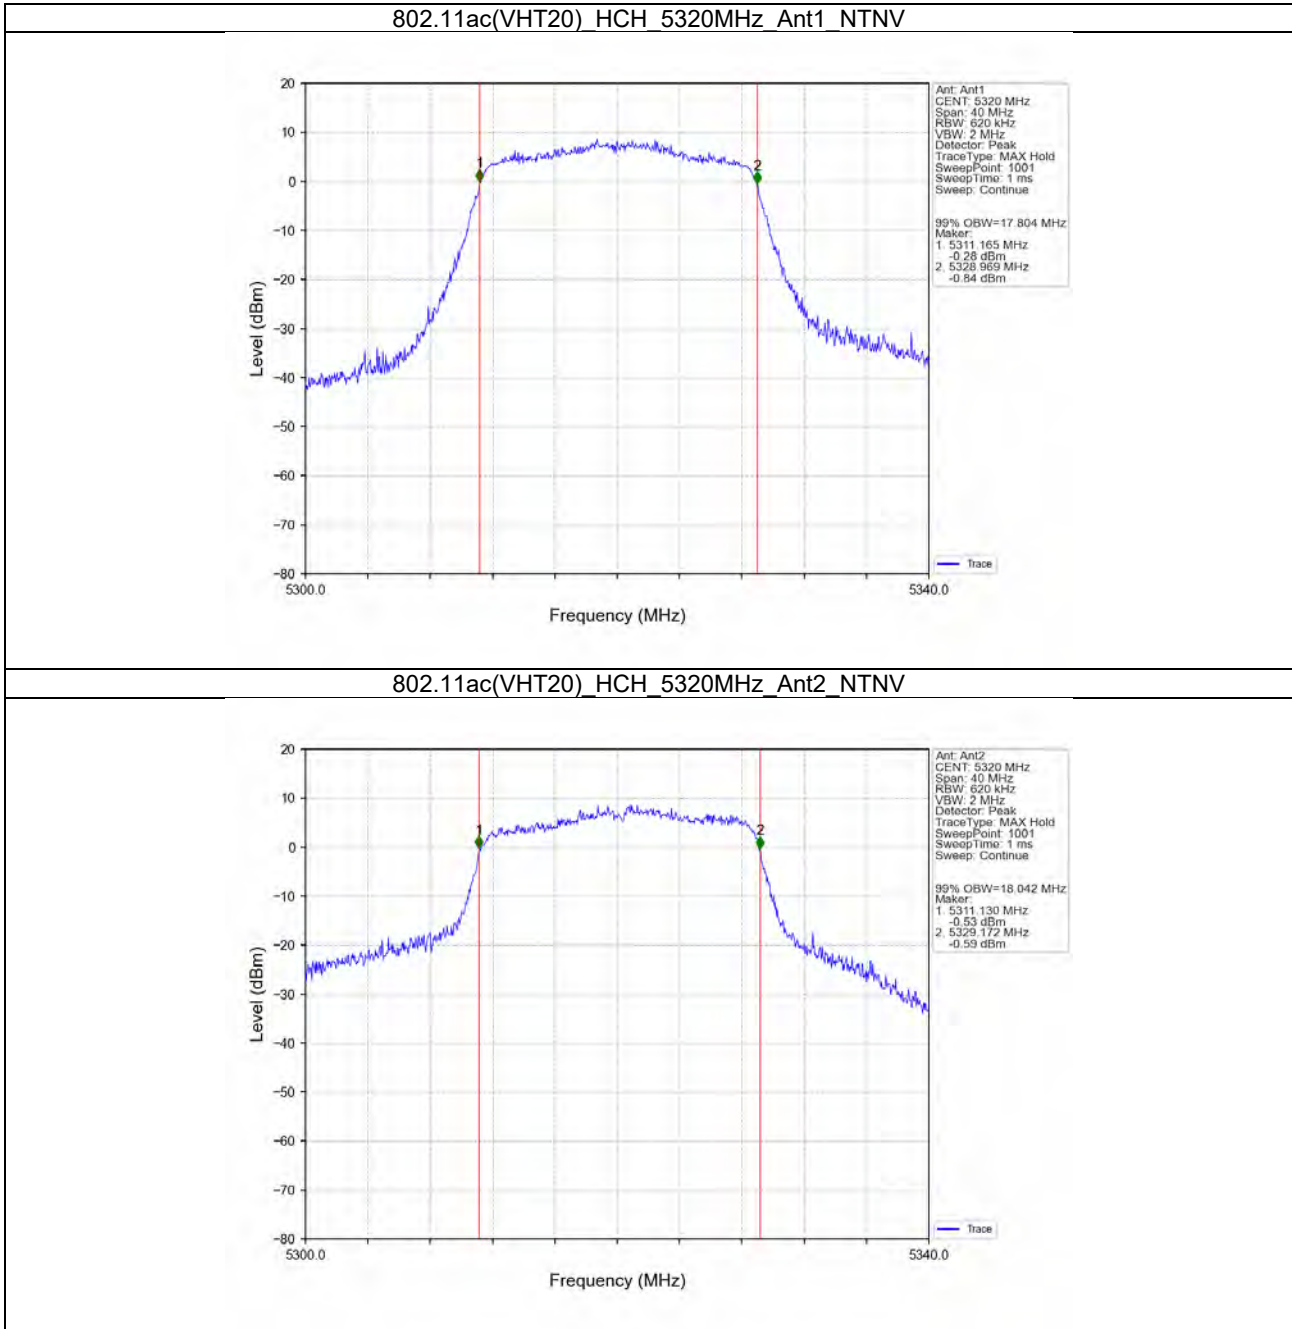 802.11ac(VHT20)_HCH_5320MHz_Ant1_NTNV
20
10
0
−10
−20
−30
−40
−50
−60
−70
−80
Level (dBm)
5300.0
5340.0
Frequency (MHz)
1
2
Ant: Ant1
CENT: 5320 MHz
Span: 40 MHz
RBW: 620 kHz
VBW: 2 MHz
Detector: Peak
TraceType: MAX Hold
SweepPoint: 1001
SweepTime: 1 ms
Sweep: Continue
99% OBW=17.804 MHz
Maker:
1. 5311.165 MHz
-0.28 dBm
2. 5328.969 MHz
-0.84 dBm
Trace
802.11ac(VHT20)_HCH_5320MHz_Ant2_NTNV
20
10
0
−10
−20
−30
−40
−50
−60
−70
−80
Level (dBm)
5300.0
5340.0
Frequency (MHz)
1
2
Ant: Ant2
CENT: 5320 MHz
Span: 40 MHz
RBW: 620 kHz
VBW: 2 MHz
Detector: Peak
TraceType: MAX Hold
SweepPoint: 1001
SweepTime: 1 ms
Sweep: Continue
99% OBW=18.042 MHz
Maker:
1. 5311.130 MHz
-0.53 dBm
2. 5329.172 MHz
-0.59 dBm
Trace